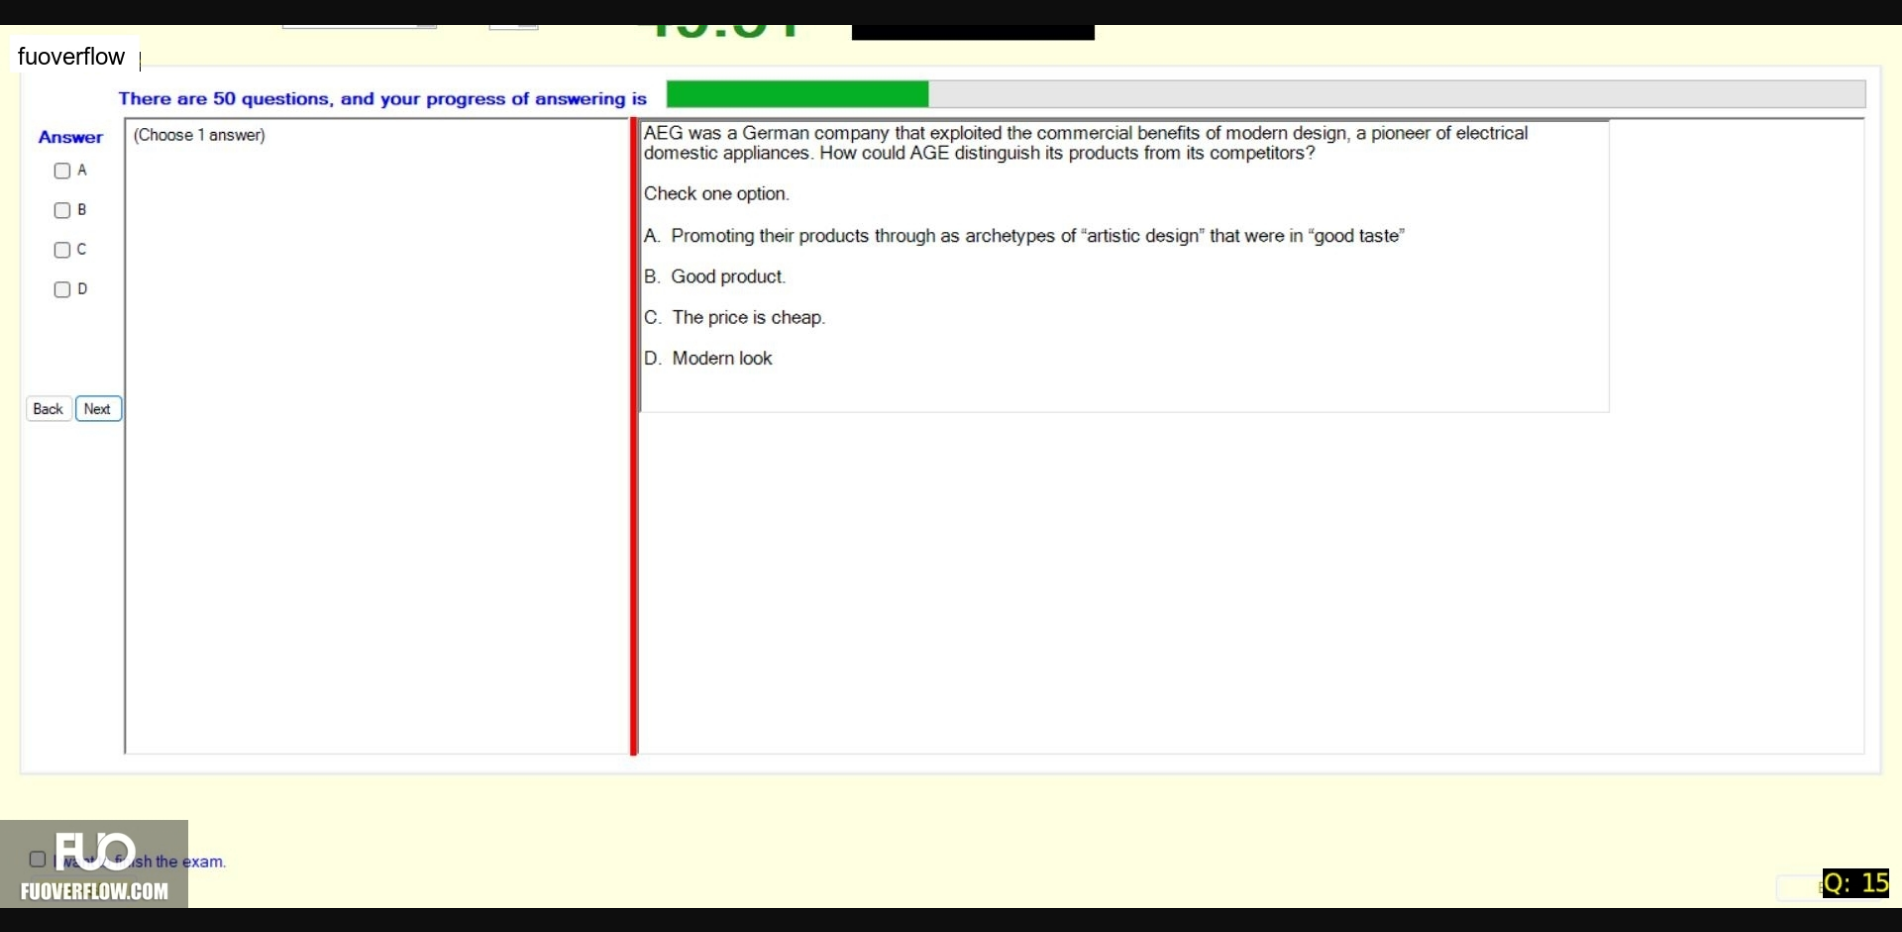 fuoverflow
There are 50 questions, and your progress of answering is
Answer
(Choose 1 answer)
A
B
C
D
Back Next
AEG was a German company that exploited the commercial benefits of modern design, a pioneer of electrical
domestic appliances. How could AGE distinguish its products from its competitors?
Check one option.
A. Promoting their products through as archetypes of “artistic design” that were in “good taste”
B. Good product.
C. The price is cheap.
D. Modern look
FUO
finish the exam.
FUOVERFLOW.COM
Q: 15